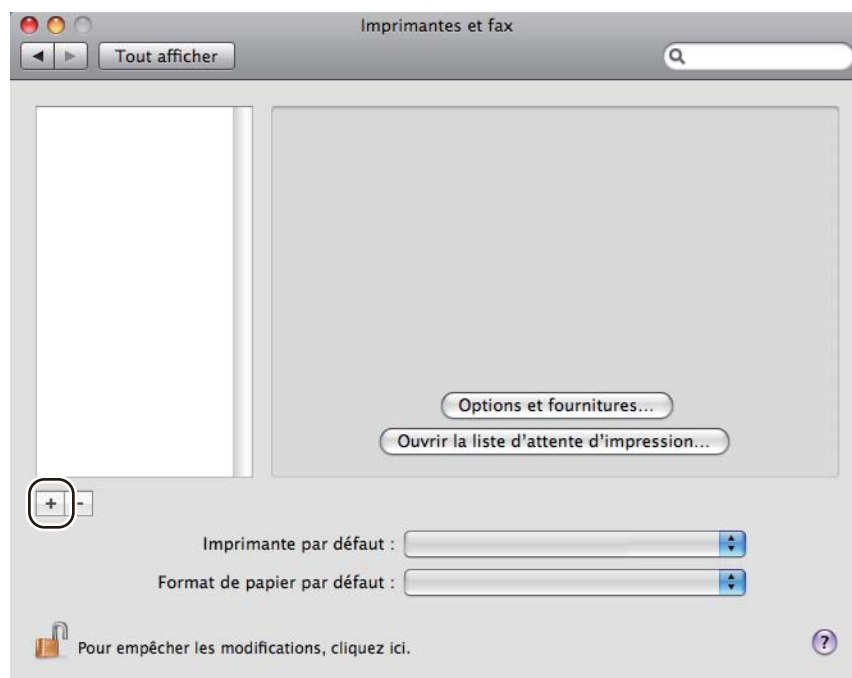 Imprimantes et fax
Tout afficher
Options et fournitures...
Ouvrir la liste d'attente d'impression...
+ -
Imprimante par défaut :
Format de papier par défaut :
Pour empêcher les modifications, cliquez ici.
?